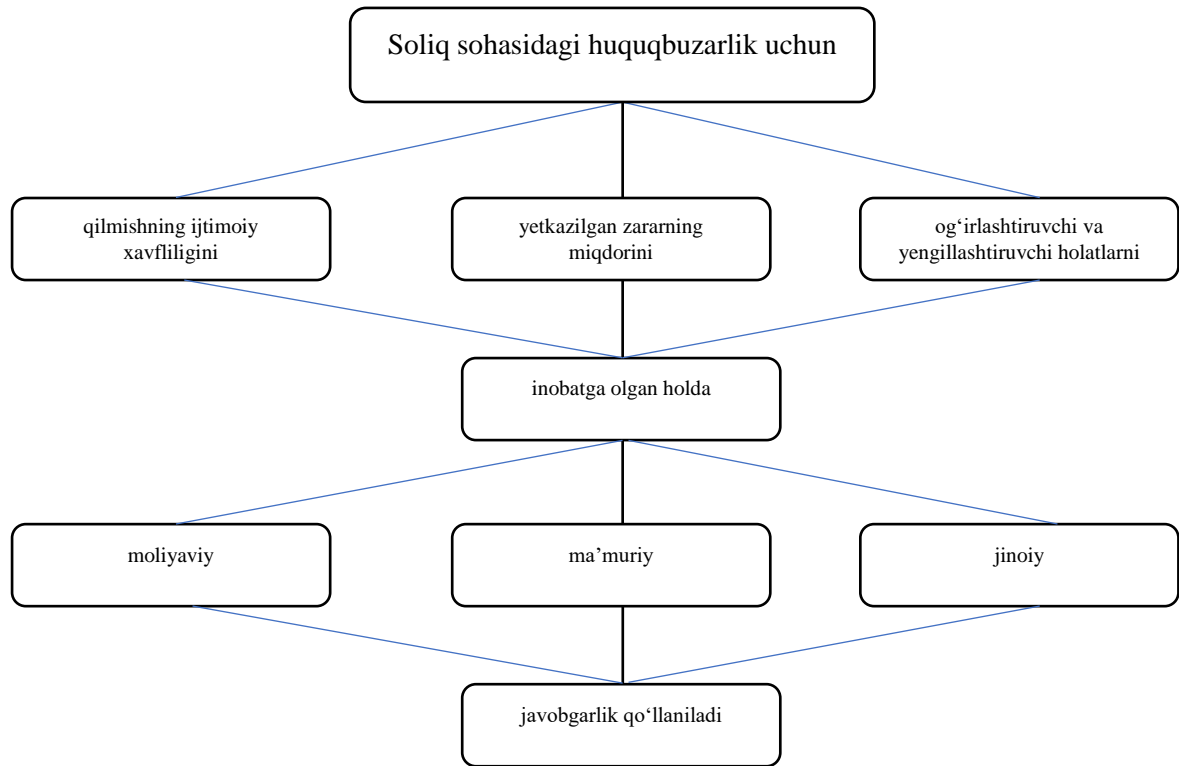 Soliq sohasidagi huquqbuzarlik uchun
qilmishning ijtimoiy
xavfliligini
yetkazilgan zararning
miqdorini
og‘irlashtiruvchi va
yengillashtiruvchi holatlarni
inobatga olgan holda
moliyaviy
ma’muriy
jinoiy
javobgarlik qo‘llaniladi